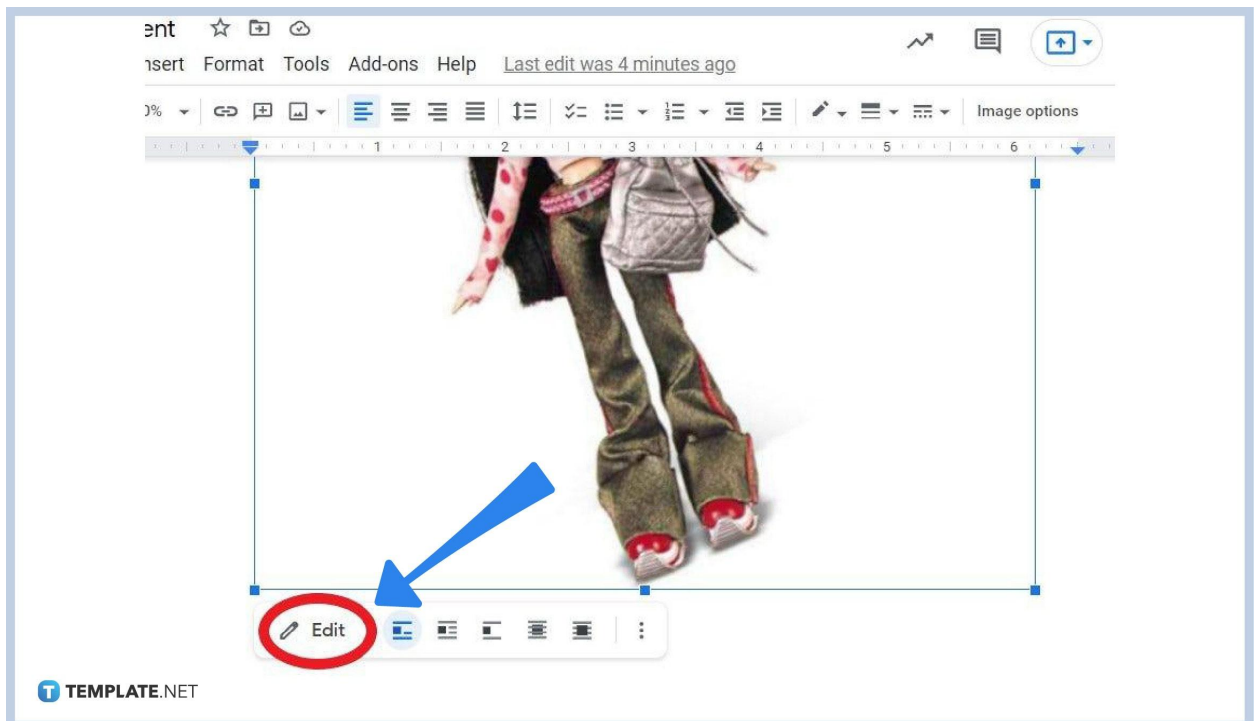 ent
nsert Format Tools Add-ons Help Last edit was 4 minutes ago
0% Image options
1 2 3 4 5 6
Edit
T TEMPLATE.NET